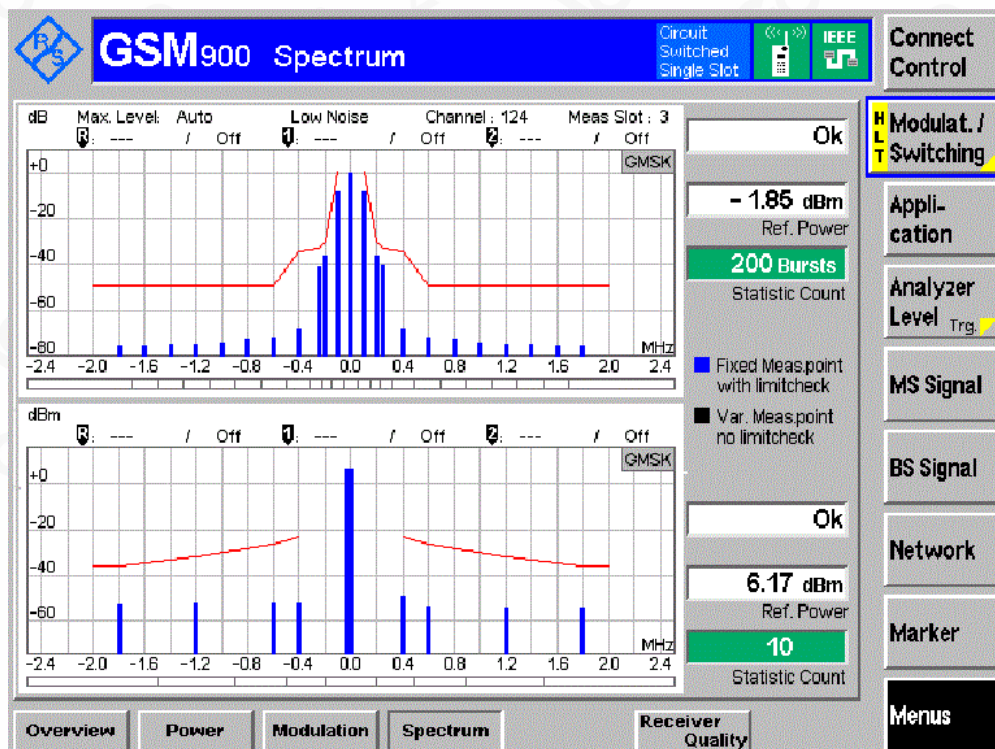 R/S
GSM900 Spectrum
Circuit Switched Single Slot
IEEE
Connect Control
dB Max. Level: Auto Low Noise Channel : 124 Meas Slot : 3
R: --- / Off 1: --- / Off 2: --- / Off
GMSK
+0
-20
-40
-60
-80
MHz
-2.4 -2.0 -1.6 -1.2 -0.8 -0.4 0.0 0.4 0.8 1.2 1.6 2.0 2.4
Ok
- 1.85 dBm
Ref. Power
200 Bursts
Statistic Count
Fixed Meas.point
with limitcheck
Var. Meas.point
no limitcheck
dBm
R: --- / Off 1: --- / Off 2: --- / Off
GMSK
+0
-20
-40
-60
MHz
-2.4 -2.0 -1.6 -1.2 -0.8 -0.4 0.0 0.4 0.8 1.2 1.6 2.0 2.4
Ok
6.17 dBm
Ref. Power
10
Statistic Count
HLT
Modulat. /
Switching
Appli-
cation
Analyzer
Level Trg.
MS Signal
BS Signal
Network
Marker
Menus
Overview
Power
Modulation
Spectrum
Receiver
Quality